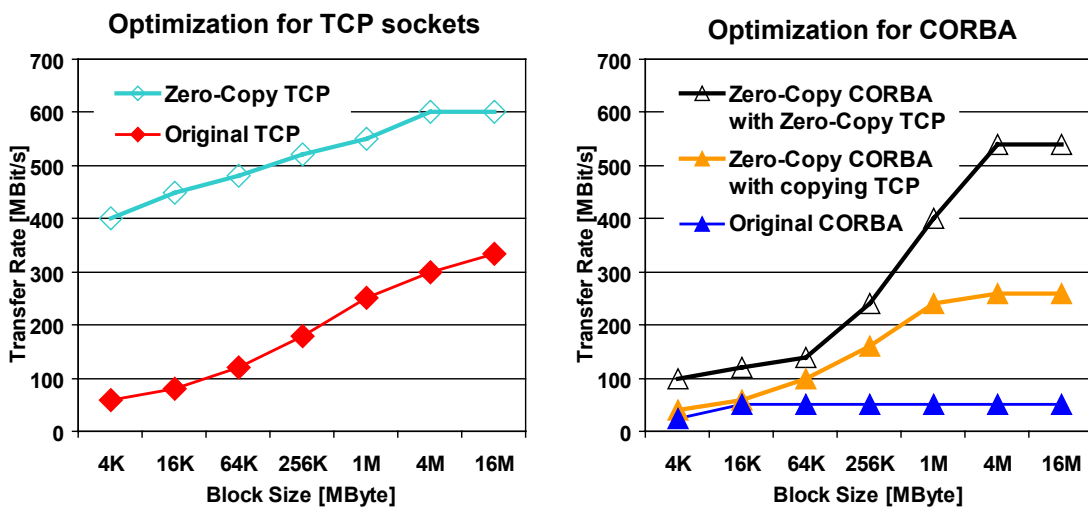 Optimization for TCP sockets
700
600
500
400
300
200
100
0
Transfer Rate [MBit/s]
Zero-Copy TCP
Original TCP
4K 16K 64K 256K 1M 4M 16M
Block Size [MByte]
Optimization for CORBA
700
600
500
400
300
200
100
0
Transfer Rate [MBit/s]
Zero-Copy CORBA
with Zero-Copy TCP
Zero-Copy CORBA
with copying TCP
Original CORBA
4K 16K 64K 256K 1M 4M 16M
Block Size [MByte]